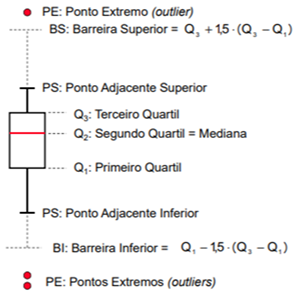 PE: Ponto Extremo (outlier)
BS: Barreira Superior = Q₃ + 1,5 · (Q₃ − Q₁)
PS: Ponto Adjacente Superior
Q₃: Terceiro Quartil
Q₂: Segundo Quartil = Mediana
Q₁: Primeiro Quartil
PS: Ponto Adjacente Inferior
BI: Barreira Inferior = Q₁ − 1,5 · (Q₃ − Q₁)
PE: Pontos Extremos (outliers)